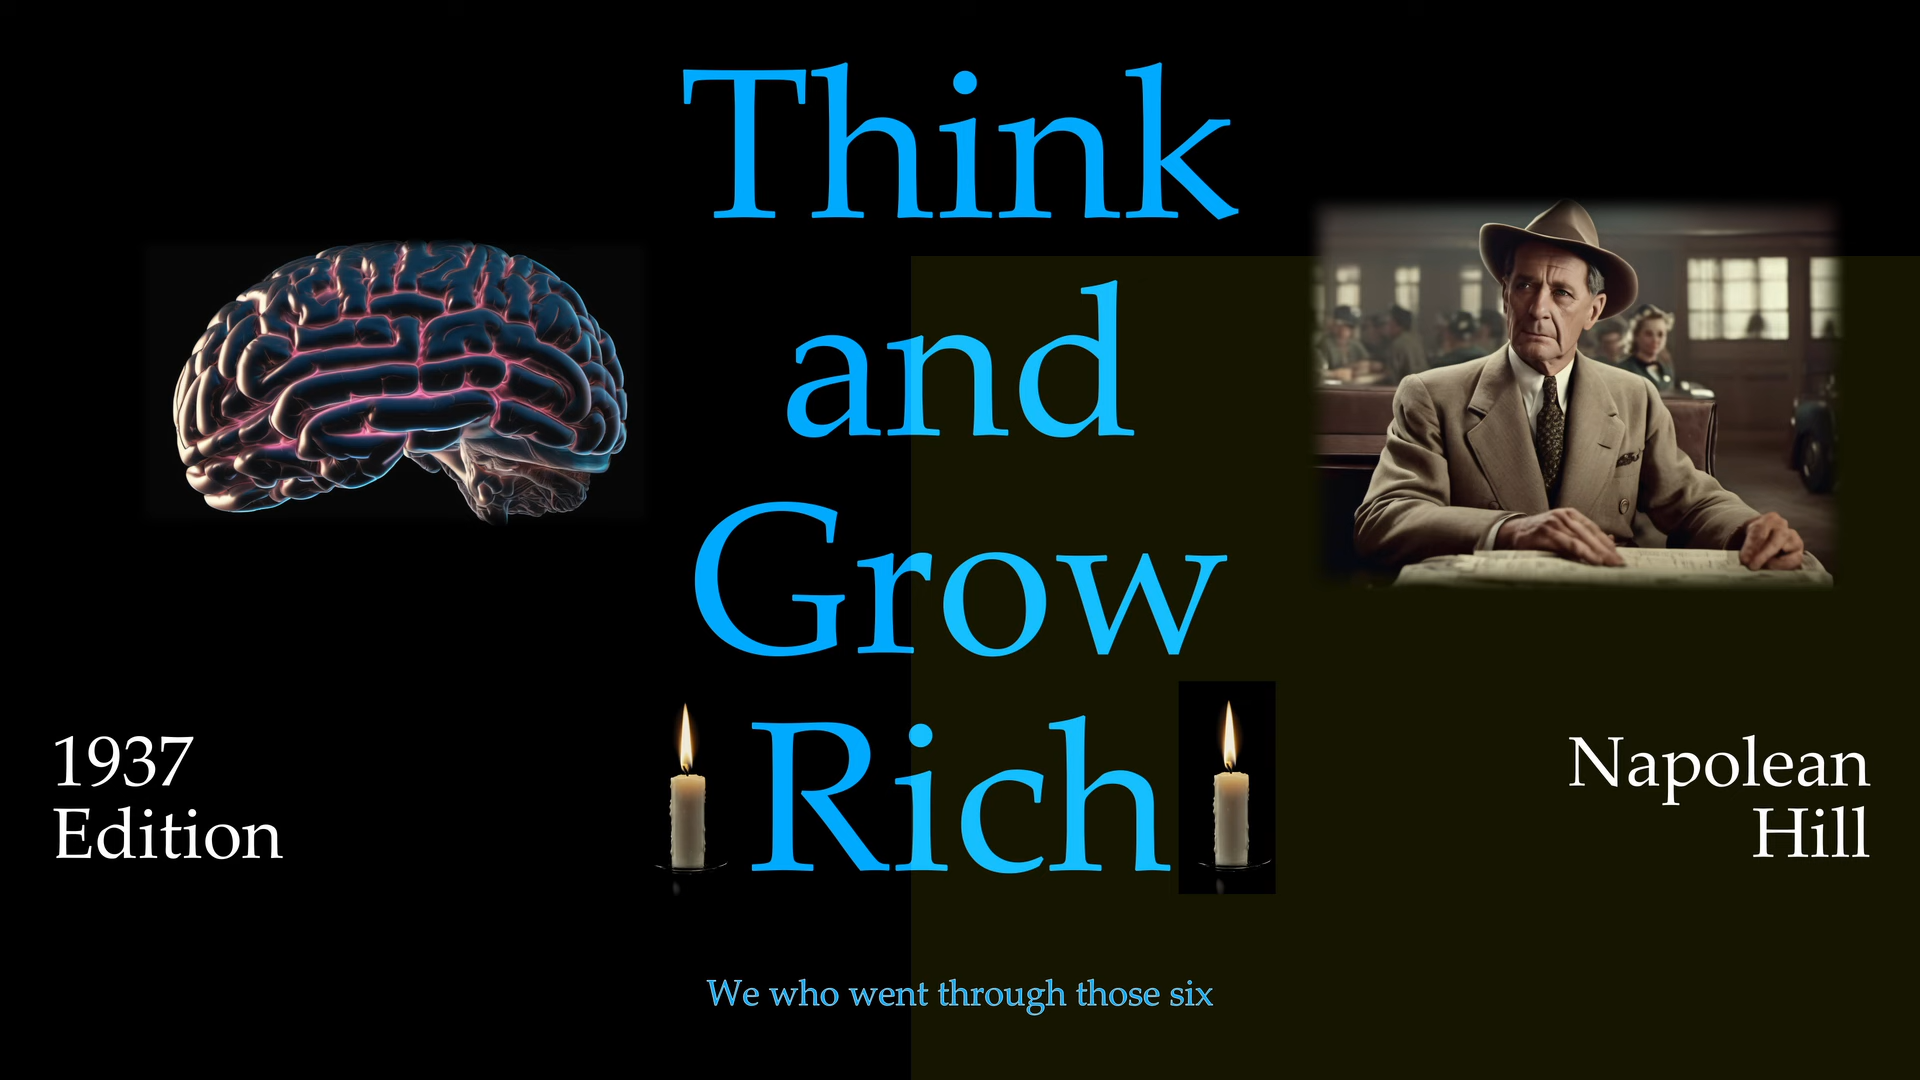 Think
and
Grow
Rich
1937
Edition
Napolean
Hill
We who went through those six